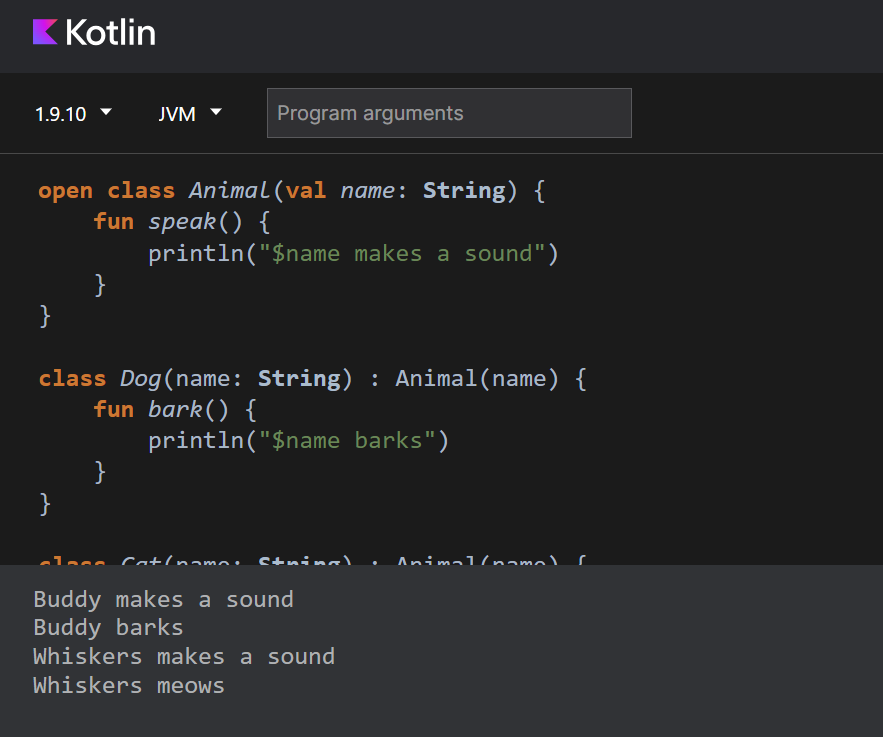 Kotlin
1.9.10 JVM Program arguments
open class Animal(val name: String) {
    fun speak() {
        println("$name makes a sound")
    }
}

class Dog(name: String) : Animal(name) {
    fun bark() {
        println("$name barks")
    }
}

class Cat(name: String) : Animal(name) {
Buddy makes a sound
Buddy barks
Whiskers makes a sound
Whiskers meows